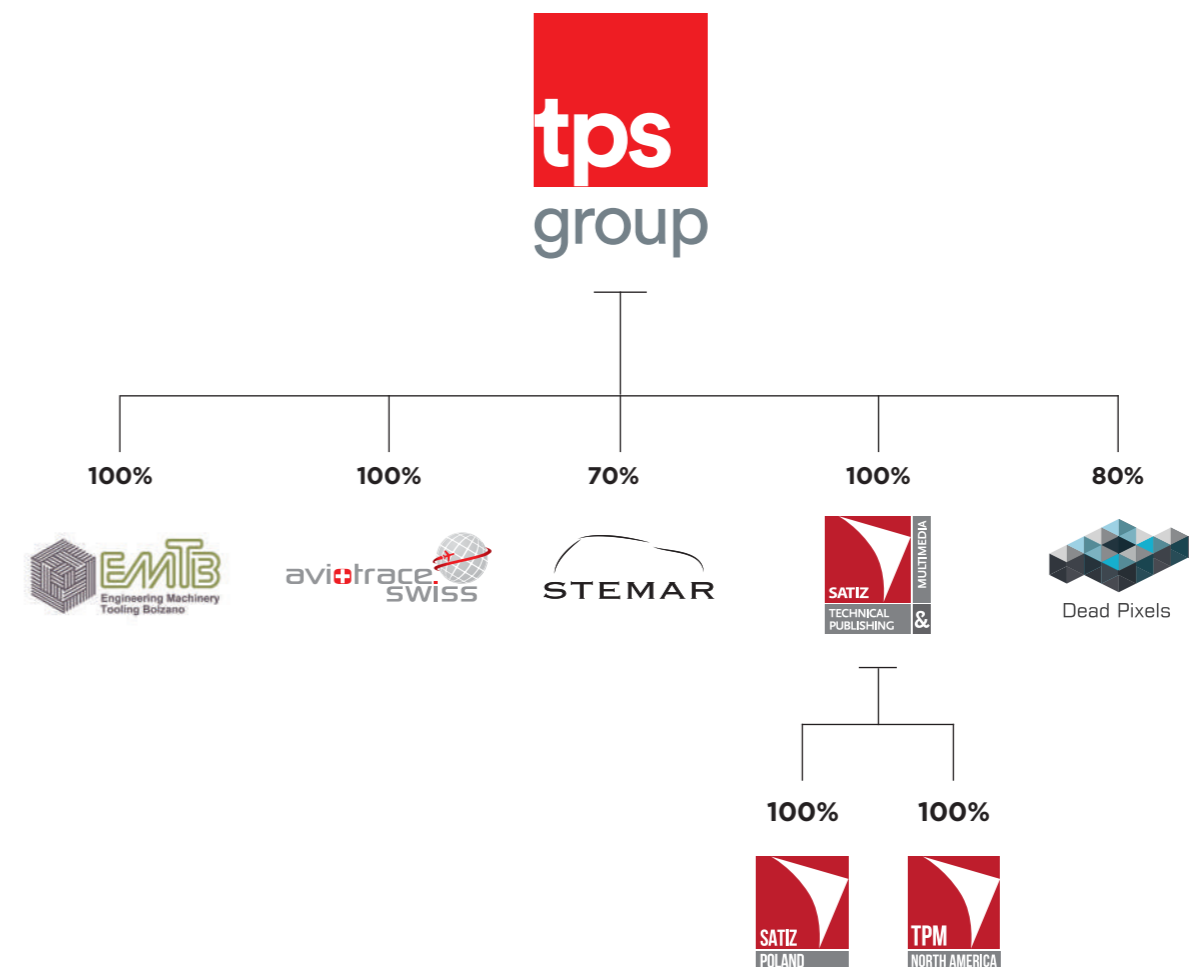 tps
group
100%
100%
70%
100%
80%
EMTB
Engineering Machinery
Tooling Bolzano
aviotrace
swiss
STEMAR
SATIZ
TECHNICAL
PUBLISHING
&
MULTIMEDIA
Dead Pixels
100%
100%
SATIZ
POLAND
TPM
NORTH AMERICA